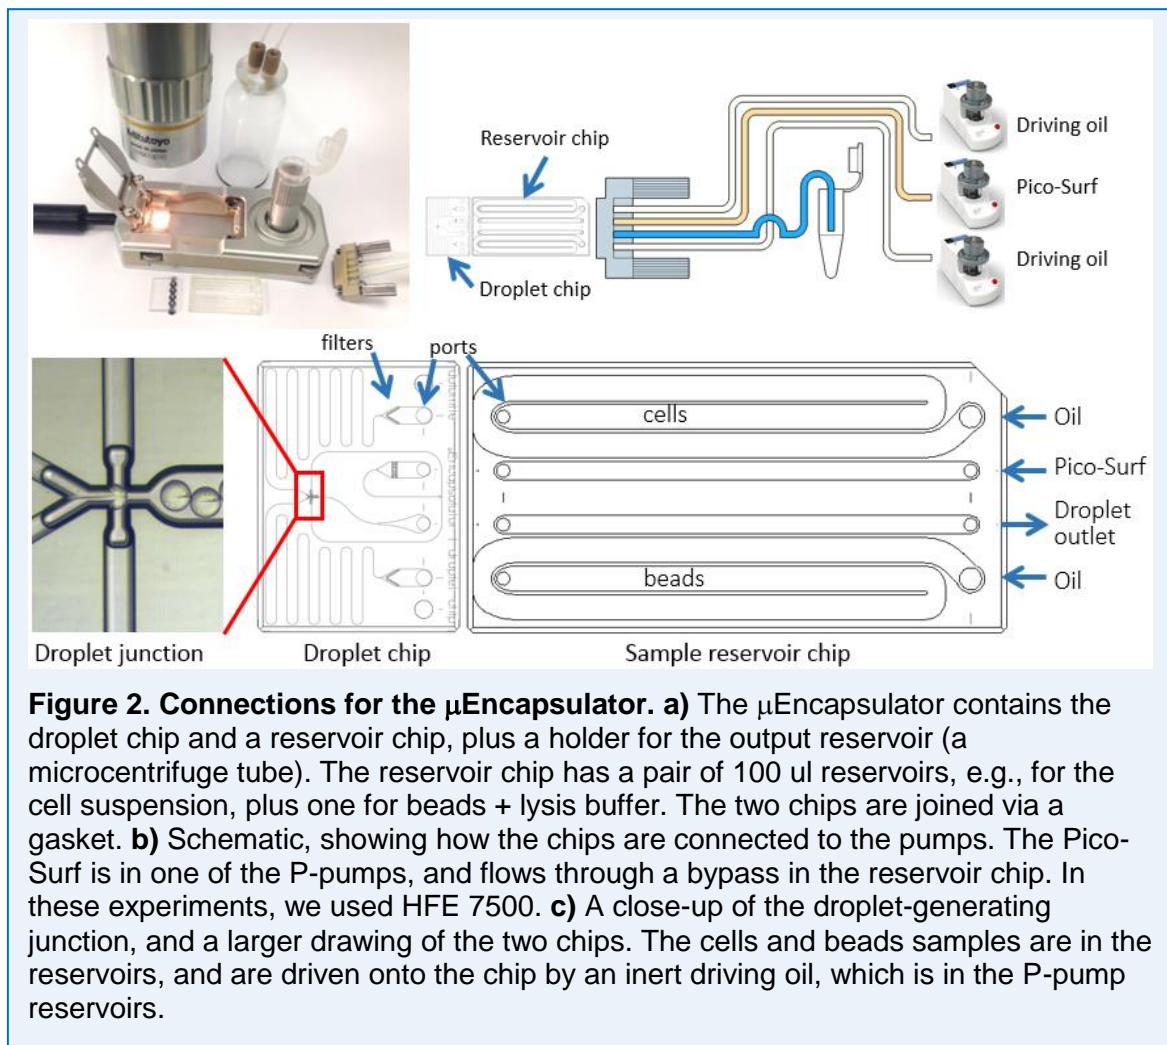 Mitutoyo
Reservoir chip
Droplet chip
Driving oil
Pico-Surf
Driving oil
filters
ports
cells
beads
Oil
Pico-Surf
Droplet
outlet
Oil
Droplet junction
Droplet chip
Sample reservoir chip
Figure 2. Connections for the µEncapsulator. a) The µEncapsulator contains the
droplet chip and a reservoir chip, plus a holder for the output reservoir (a
microcentrifuge tube). The reservoir chip has a pair of 100 ul reservoirs, e.g., for the
cell suspension, plus one for beads + lysis buffer. The two chips are joined via a
gasket. b) Schematic, showing how the chips are connected to the pumps. The Pico-
Surf is in one of the P-pumps, and flows through a bypass in the reservoir chip. In
these experiments, we used HFE 7500. c) A close-up of the droplet-generating
junction, and a larger drawing of the two chips. The cells and beads samples are in the
reservoirs, and are driven onto the chip by an inert driving oil, which is in the P-pump
reservoirs.